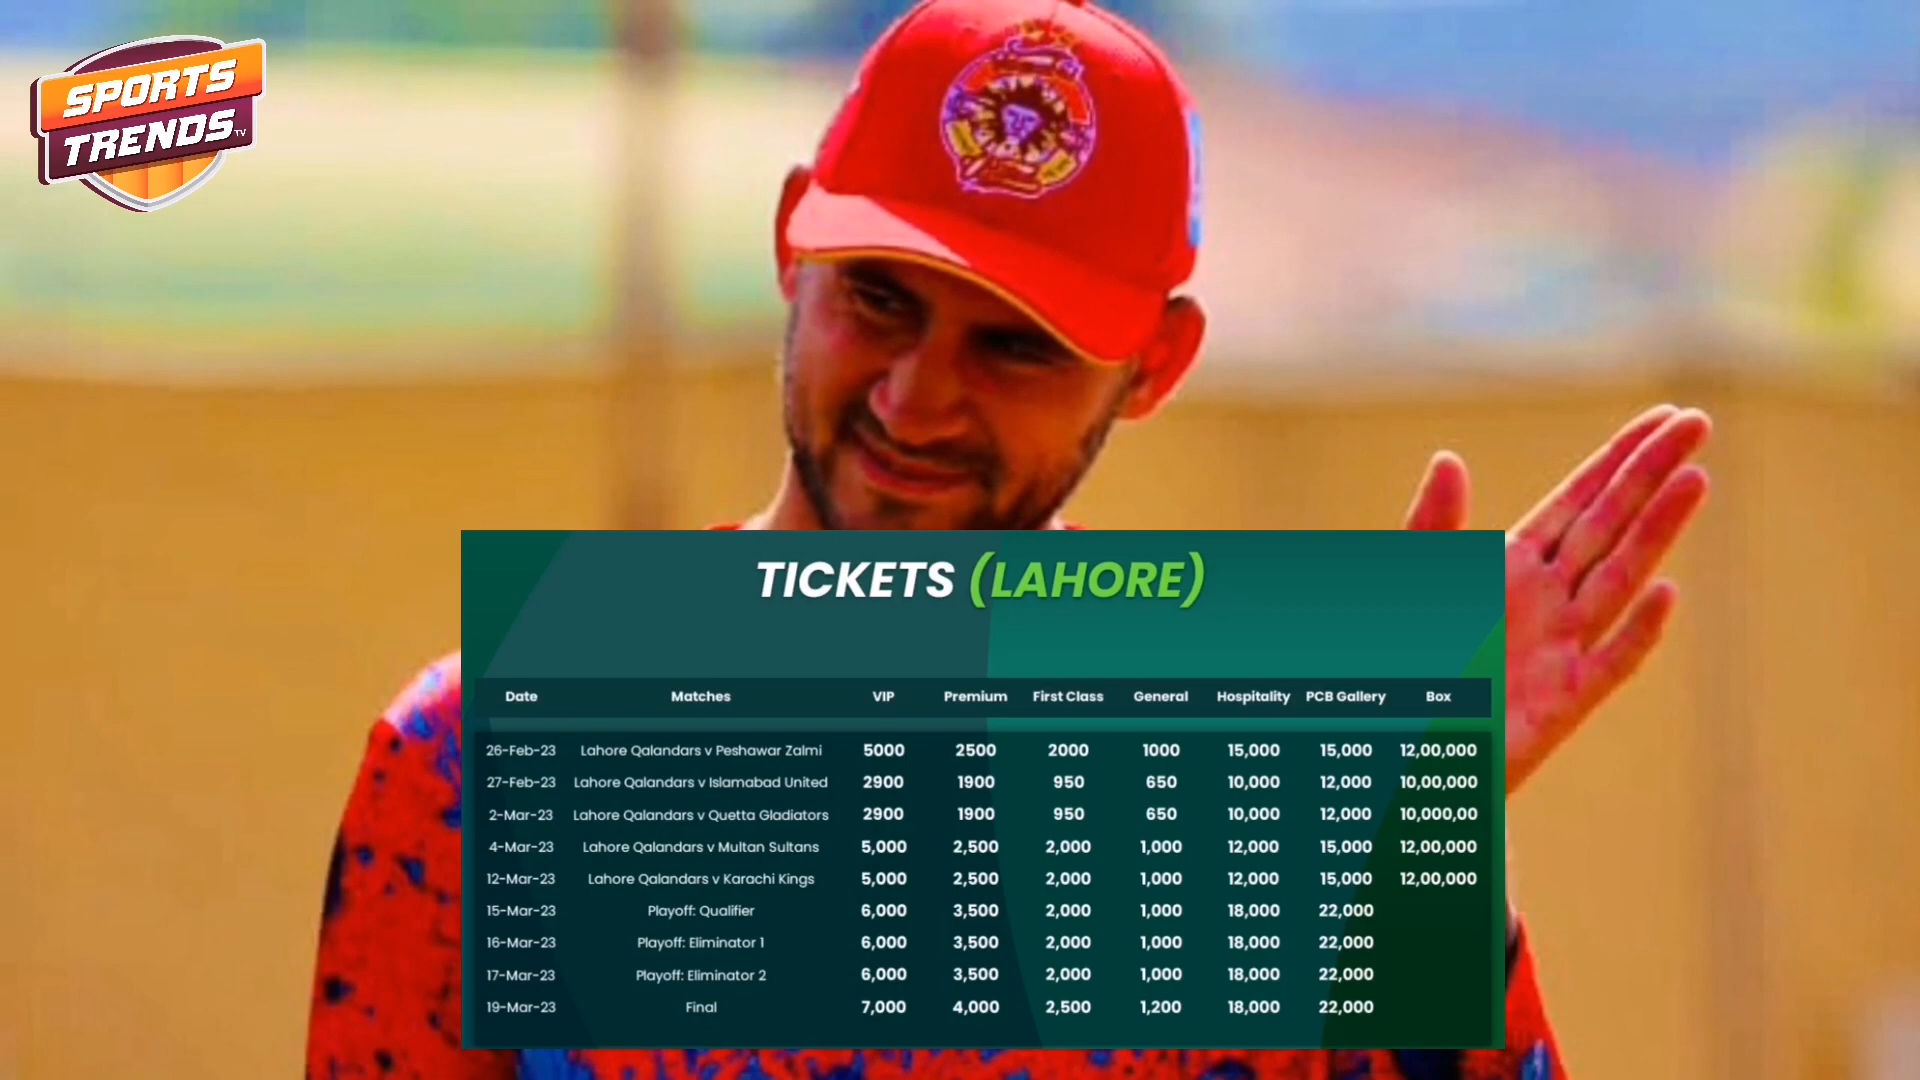 SPORTS
TRENDS TV
TICKETS (LAHORE)
Date Matches VIP Premium First Class General Hospitality PCB Gallery Box
26-Feb-23 Lahore Qalandars v Peshawar Zalmi 5000 2500 2000 1000 15,000 15,000 12,00,000
27-Feb-23 Lahore Qalandars v Islamabad United 2900 1900 950 650 10,000 12,000 10,00,000
2-Mar-23 Lahore Qalandars v Quetta Gladiators 2900 1900 950 650 10,000 12,000 10,000,00
4-Mar-23 Lahore Qalandars v Multan Sultans 5,000 2,500 2,000 1,000 12,000 15,000 12,00,000
12-Mar-23 Lahore Qalandars v Karachi Kings 5,000 2,500 2,000 1,000 12,000 15,000 12,00,000
15-Mar-23 Playoff: Qualifier 6,000 3,500 2,000 1,000 18,000 22,000
16-Mar-23 Playoff: Eliminator 1 6,000 3,500 2,000 1,000 18,000 22,000
17-Mar-23 Playoff: Eliminator 2 6,000 3,500 2,000 1,000 18,000 22,000
19-Mar-23 Final 7,000 4,000 2,500 1,200 18,000 22,000